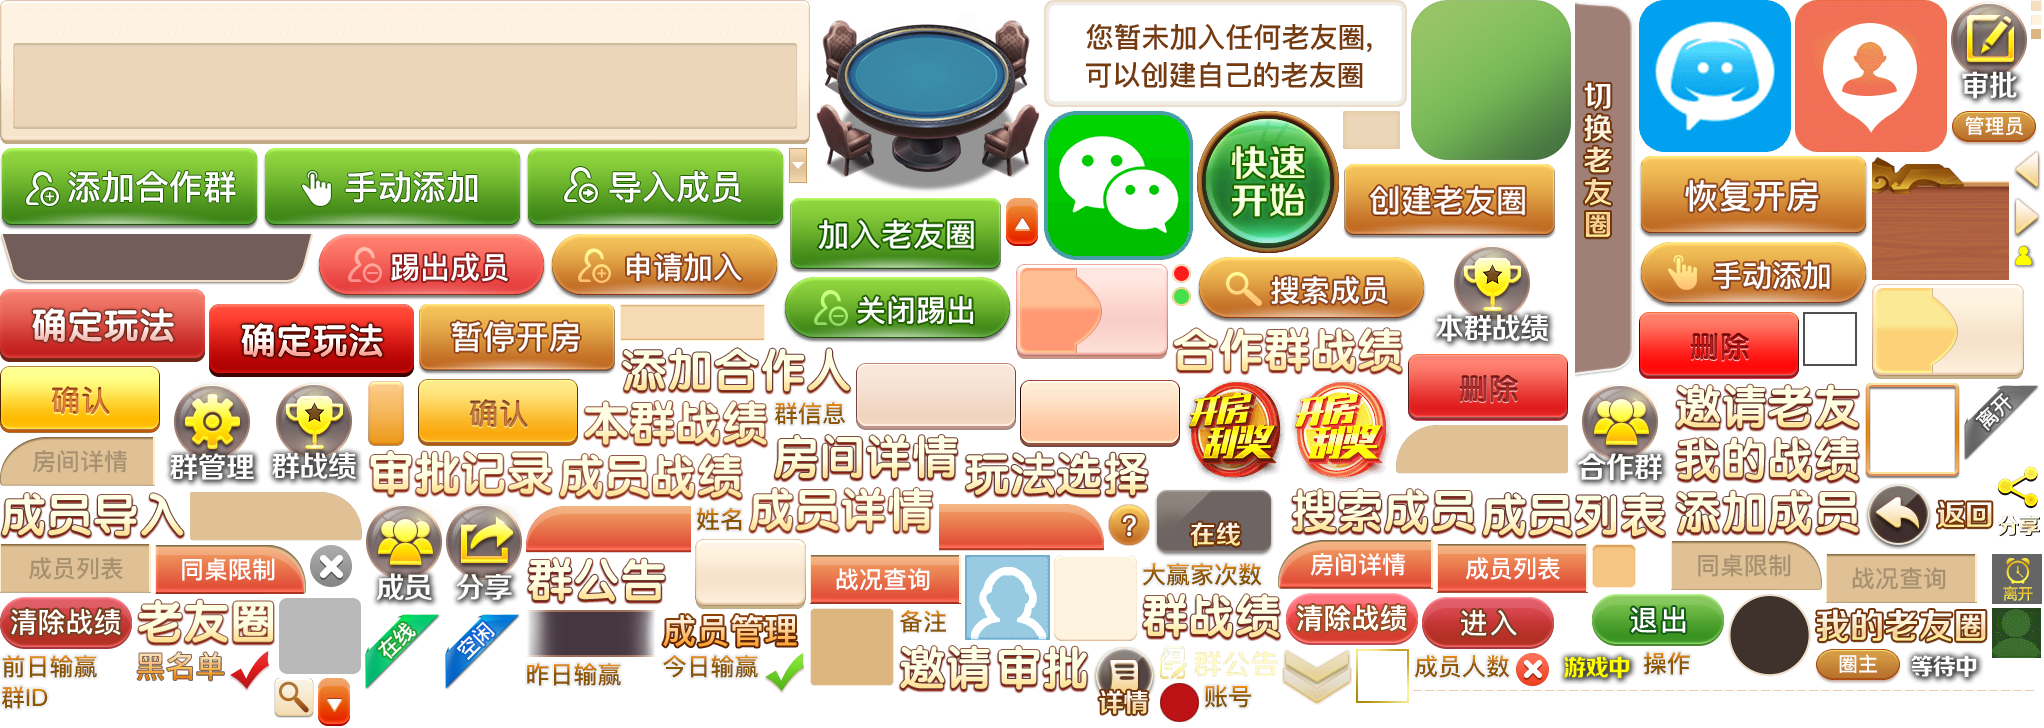 您暂未加入任何老友圈,
可以创建自己的老友圈
切换老友圈
审批
管理员
添加合作群
手动添加
导入成员
快速
开始
创建老友圈
恢复开房
加入老友圈
踢出成员
申请加入
搜索成员
手动添加
关闭踢出
本群战绩
确定玩法
确定玩法
暂停开房
合作群战绩
删除
添加合作人
删除
确认
确认
本群战绩
群信息
开房
刮奖
开房
刮奖
邀请老友
离开
房间详情
群管理
群战绩
审批记录
成员战绩
房间详情
玩法选择
合作群
我的战绩
成员导入
姓名
成员详情
?
在线
搜索成员
成员列表
添加成员
返回
分享
成员列表
同桌限制
成员
分享
群公告
战况查询
大赢家次数
房间详情
成员列表
同桌限制
战况查询
离开
清除战绩
老友圈
在线
空闲
成员管理
备注
群战绩
清除战绩
进入
退出
我的老友圈
前日输赢
黑名单
昨日输赢
今日输赢
邀请
审批
详情
群公告
成员人数
游戏中
操作
圈主
等待中
群ID
账号